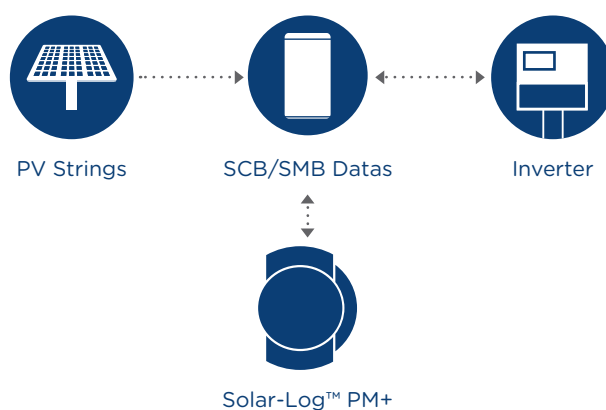 PV Strings
SCB/SMB Datas
Inverter
Solar-Log™ PM+